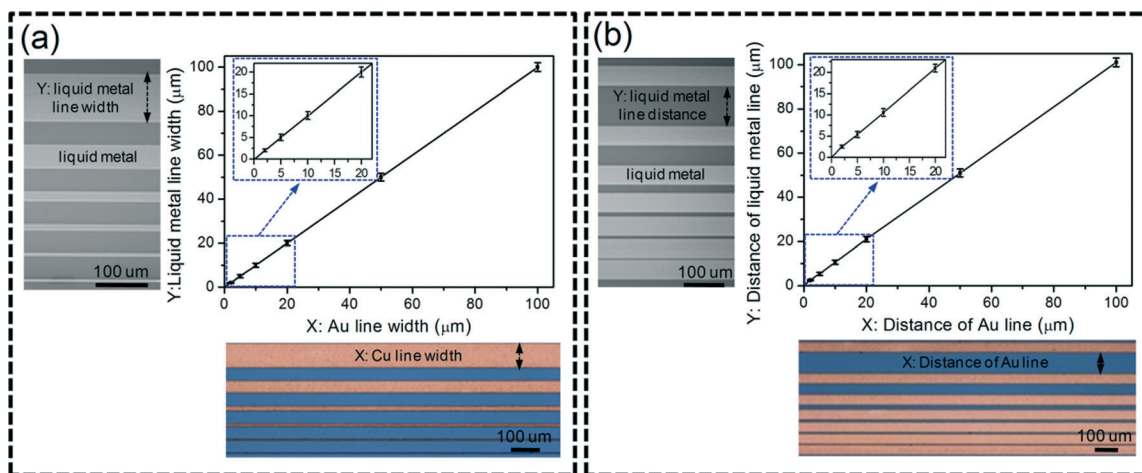 (a)
Y: liquid metal
line width
liquid metal
100 um
Y:Liquid metal line width (μm)
100
80
60
40
20
0
0 20 40 60 80 100
X: Au line width (μm)
20
15
10
5
0
0 5 10 15 20
X: Cu line width
100 um
(b)
Y: liquid metal
line distance
liquid metal
100 um
Y: Distance of liquid metal line (μm)
100
80
60
40
20
0
0 20 40 60 80 100
X: Distance of Au line (μm)
20
15
10
5
0
0 5 10 15 20
X: Distance of Au line
100 um